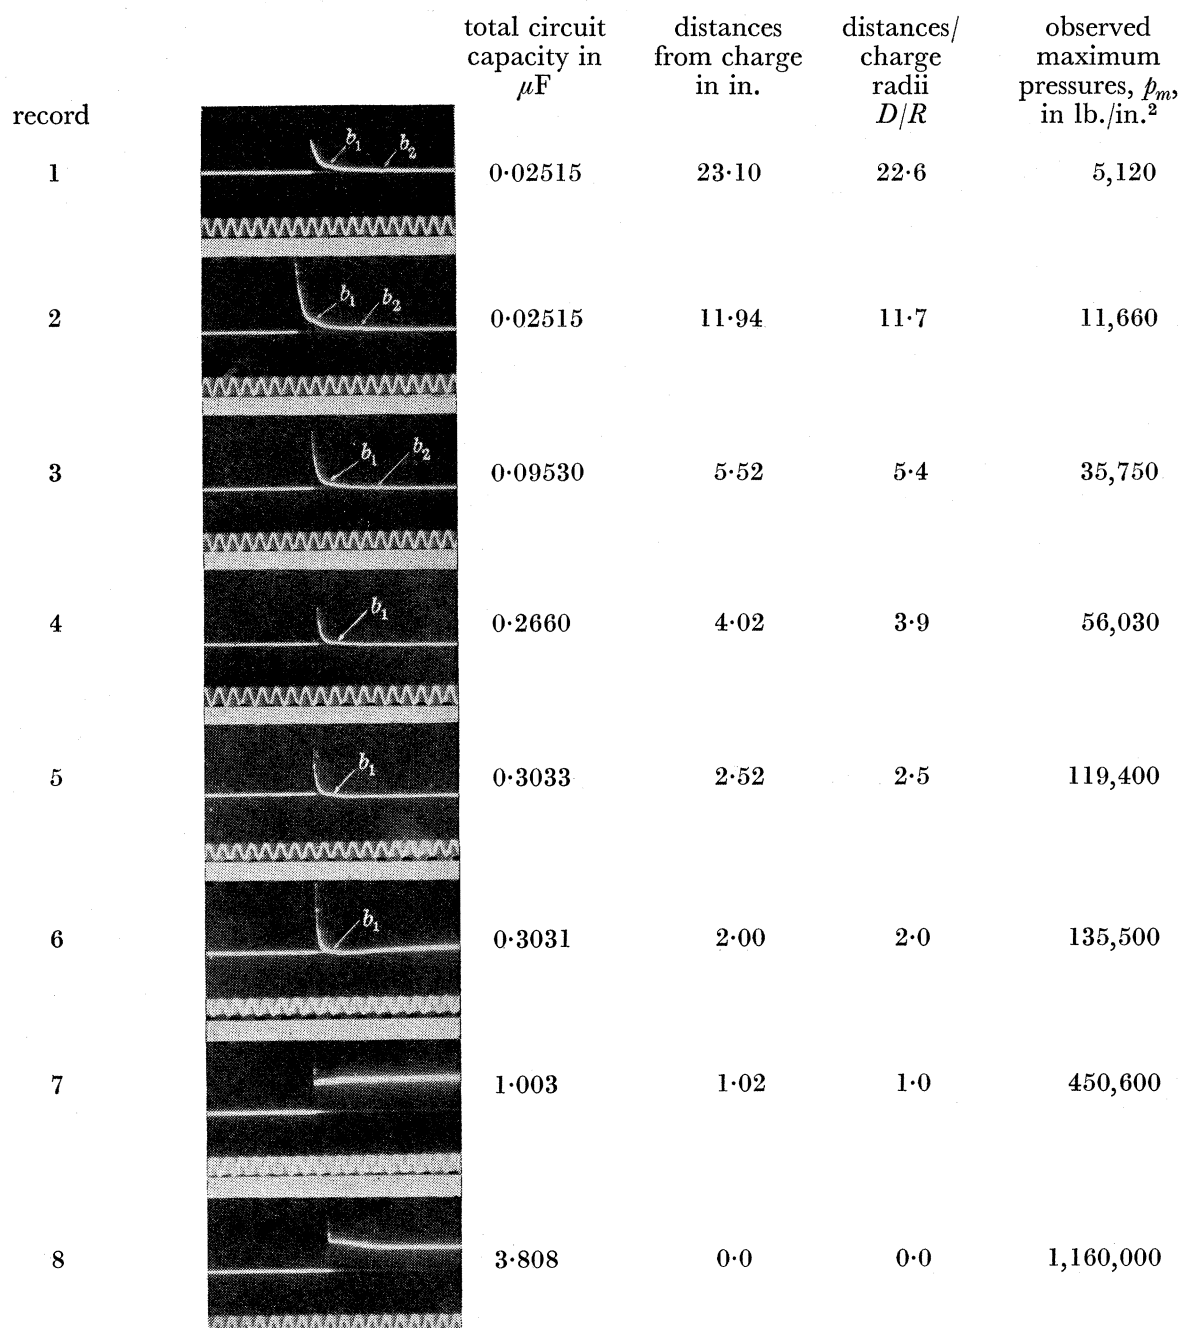 total circuit distances distances/ observed
capacity in from charge charge maximum
μF in in. radii pressures, pₘ,
record D/R in lb./in.²
b₁ b₂
1 0·02515 23·10 22·6 5,120
b₁ b₂
2 0·02515 11·94 11·7 11,660
b₁ b₂
3 0·09530 5·52 5·4 35,750
b₁
4 0·2660 4·02 3·9 56,030
b₁
5 0·3033 2·52 2·5 119,400
b₁
6 0·3031 2·00 2·0 135,500
7 1·003 1·02 1·0 450,600
8 3·808 0·0 0·0 1,160,000